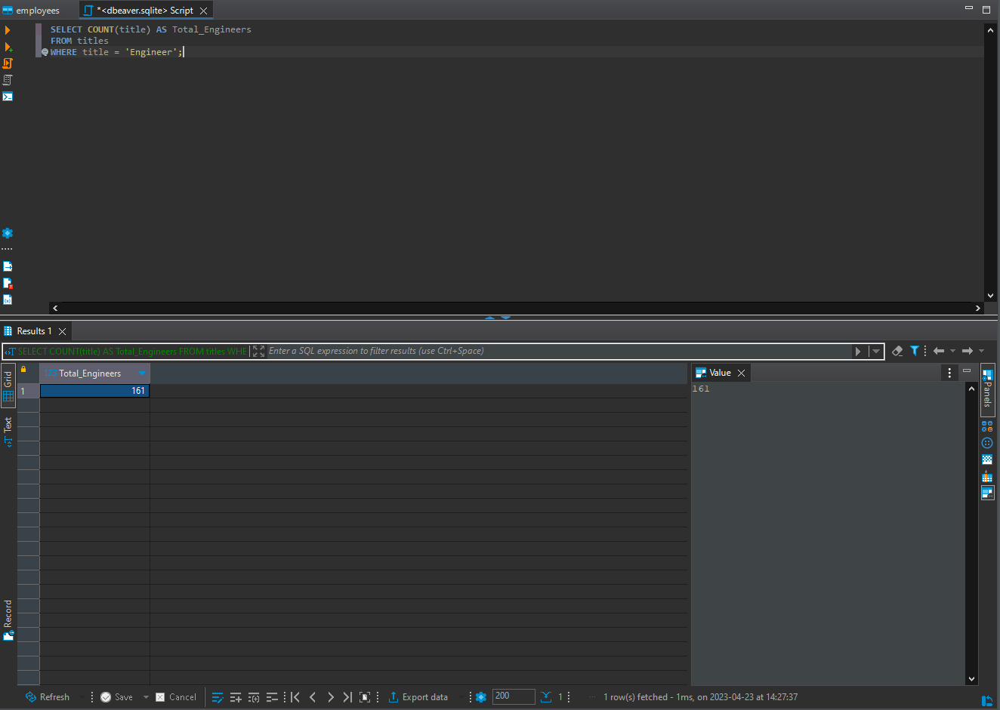 employees
*<dbeaver.sqlite> Script
SELECT COUNT(title) AS Total_Engineers
FROM titles
WHERE title = 'Engineer';
Results 1
SELECT COUNT(title) AS Total_Engineers FROM titles WHE
Enter a SQL expression to filter results (use Ctrl+Space)
Grid
Text
Record
123 Total_Engineers
1
161
Value
161
Panels
Refresh
Save
Cancel
Export data
200
1
1 row(s) fetched - 1ms, on 2023-04-23 at 14:27:37